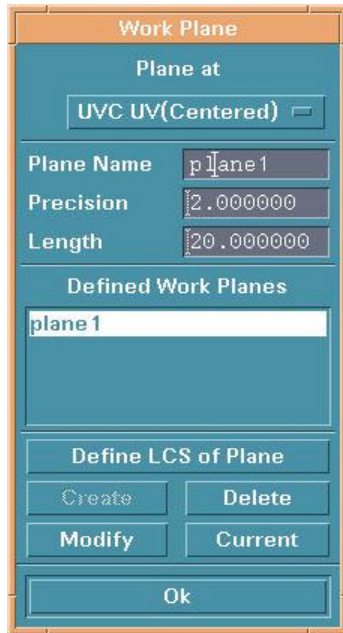 Work Plane
Plane at
UVC UV(Centered)
Plane Name plane1
Precision 2.000000
Length 20.000000
Defined Work Planes
plane1
Define LCS of Plane
Create Delete
Modify Current
Ok